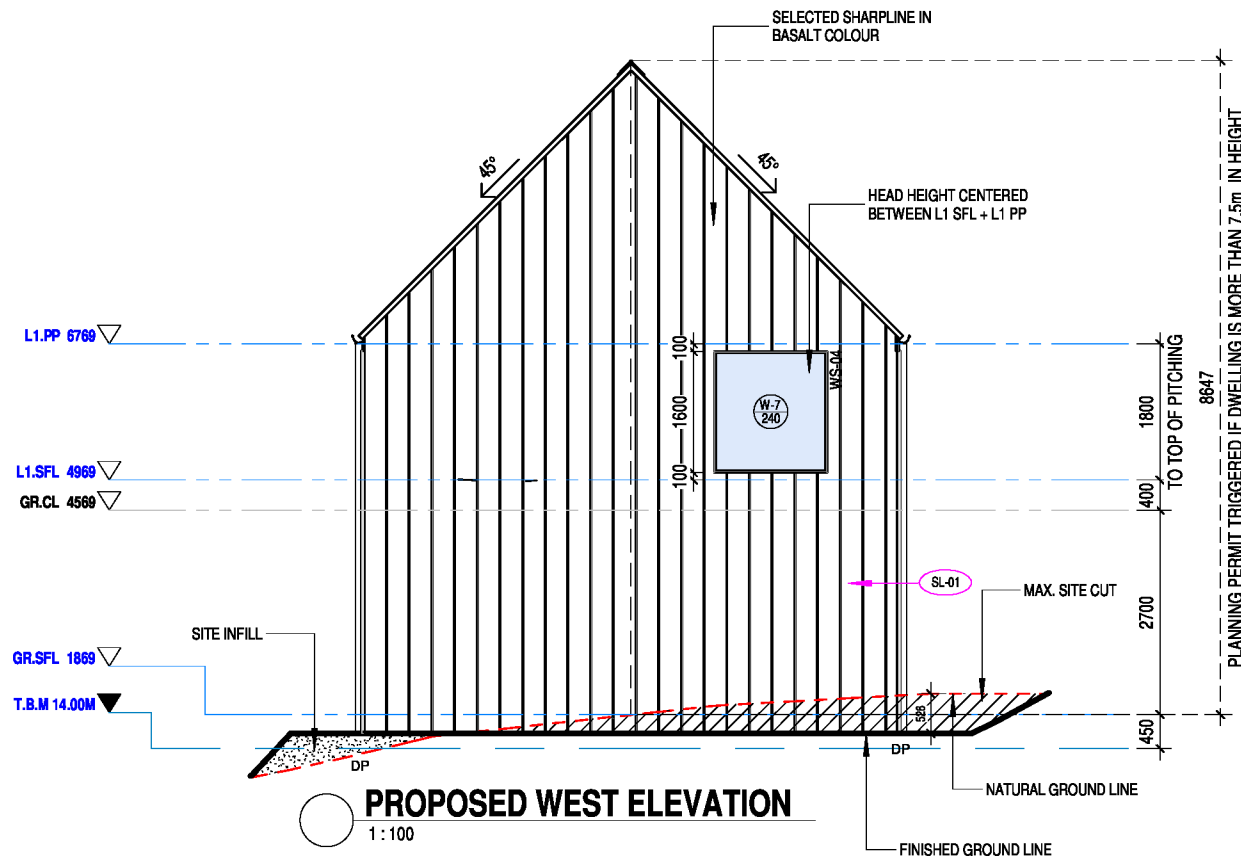 SELECTED SHARPLINE IN
BASALT COLOUR
45°
45°
HEAD HEIGHT CENTERED
BETWEEN L1 SFL + L1 PP
L1.PP 6769
100
1600
100
WS-04
W-7
240
1800
TO TOP OF PITCHING
8647
PLANNING PERMIT TRIGGERED IF DWELLING IS MORE THAN 7.5m IN HEIGHT
L1.SFL 4969
GR.CL 4569
400
SL-01
MAX. SITE CUT
2700
SITE INFILL
GR.SFL 1869
T.B.M 14.00M
528
450
DP
DP
NATURAL GROUND LINE
PROPOSED WEST ELEVATION
1 : 100
FINISHED GROUND LINE